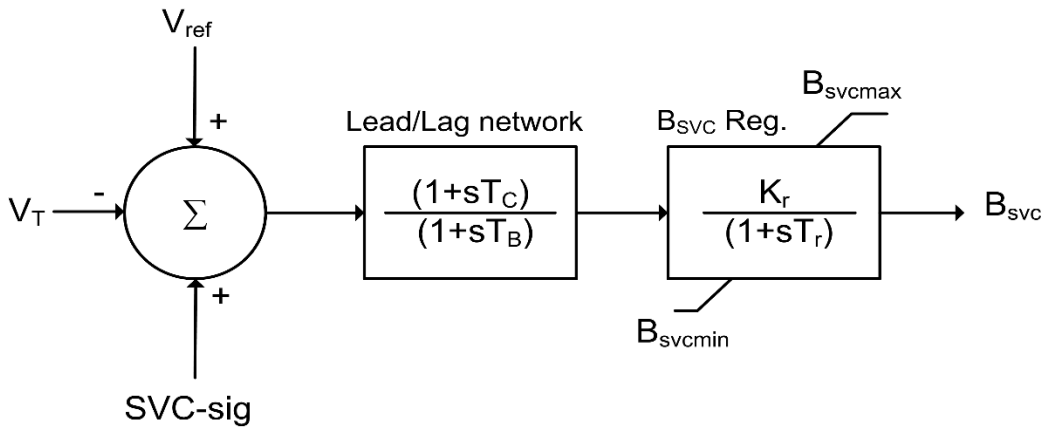 V_ref
+
Lead/Lag network
B_SVC Reg.
B_svcmax
-
V_T
Σ
(1+sT_C)
(1+sT_B)
K_r
(1+sT_r)
B_svc
+
B_svcmin
SVC-sig